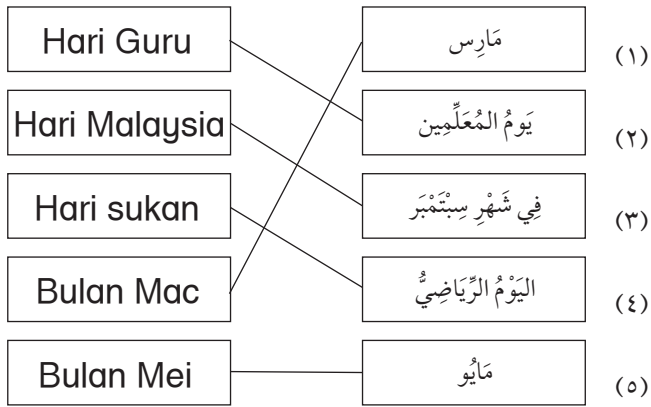 Hari Guru مَارِس (١)
Hari Malaysia يَومُ المُعَلِّمِين (٢)
Hari sukan فِي شَهْرِ سِبْتَمْبَر (٣)
Bulan Mac اليَوْمُ الرِّيَاضِيُّ (٤)
Bulan Mei مَايُو (٥)